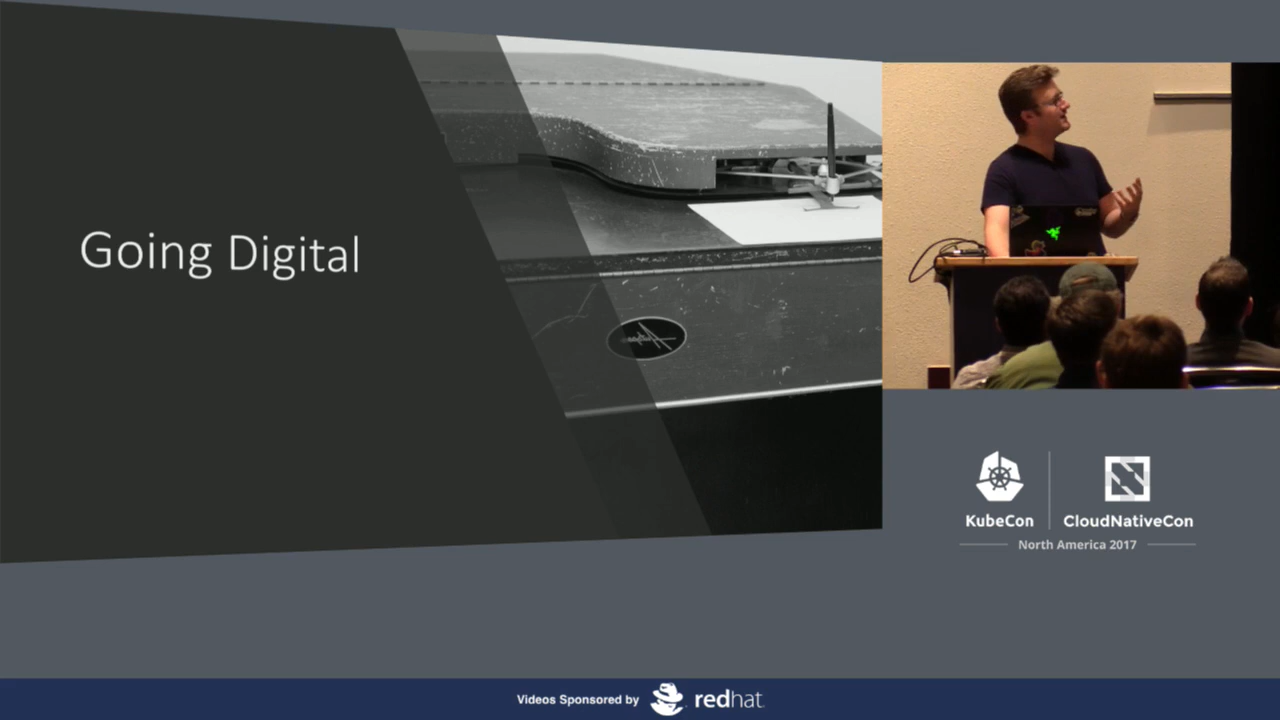 Going Digital
KubeCon
CloudNativeCon
North America 2017
Videos Sponsored by
redhat